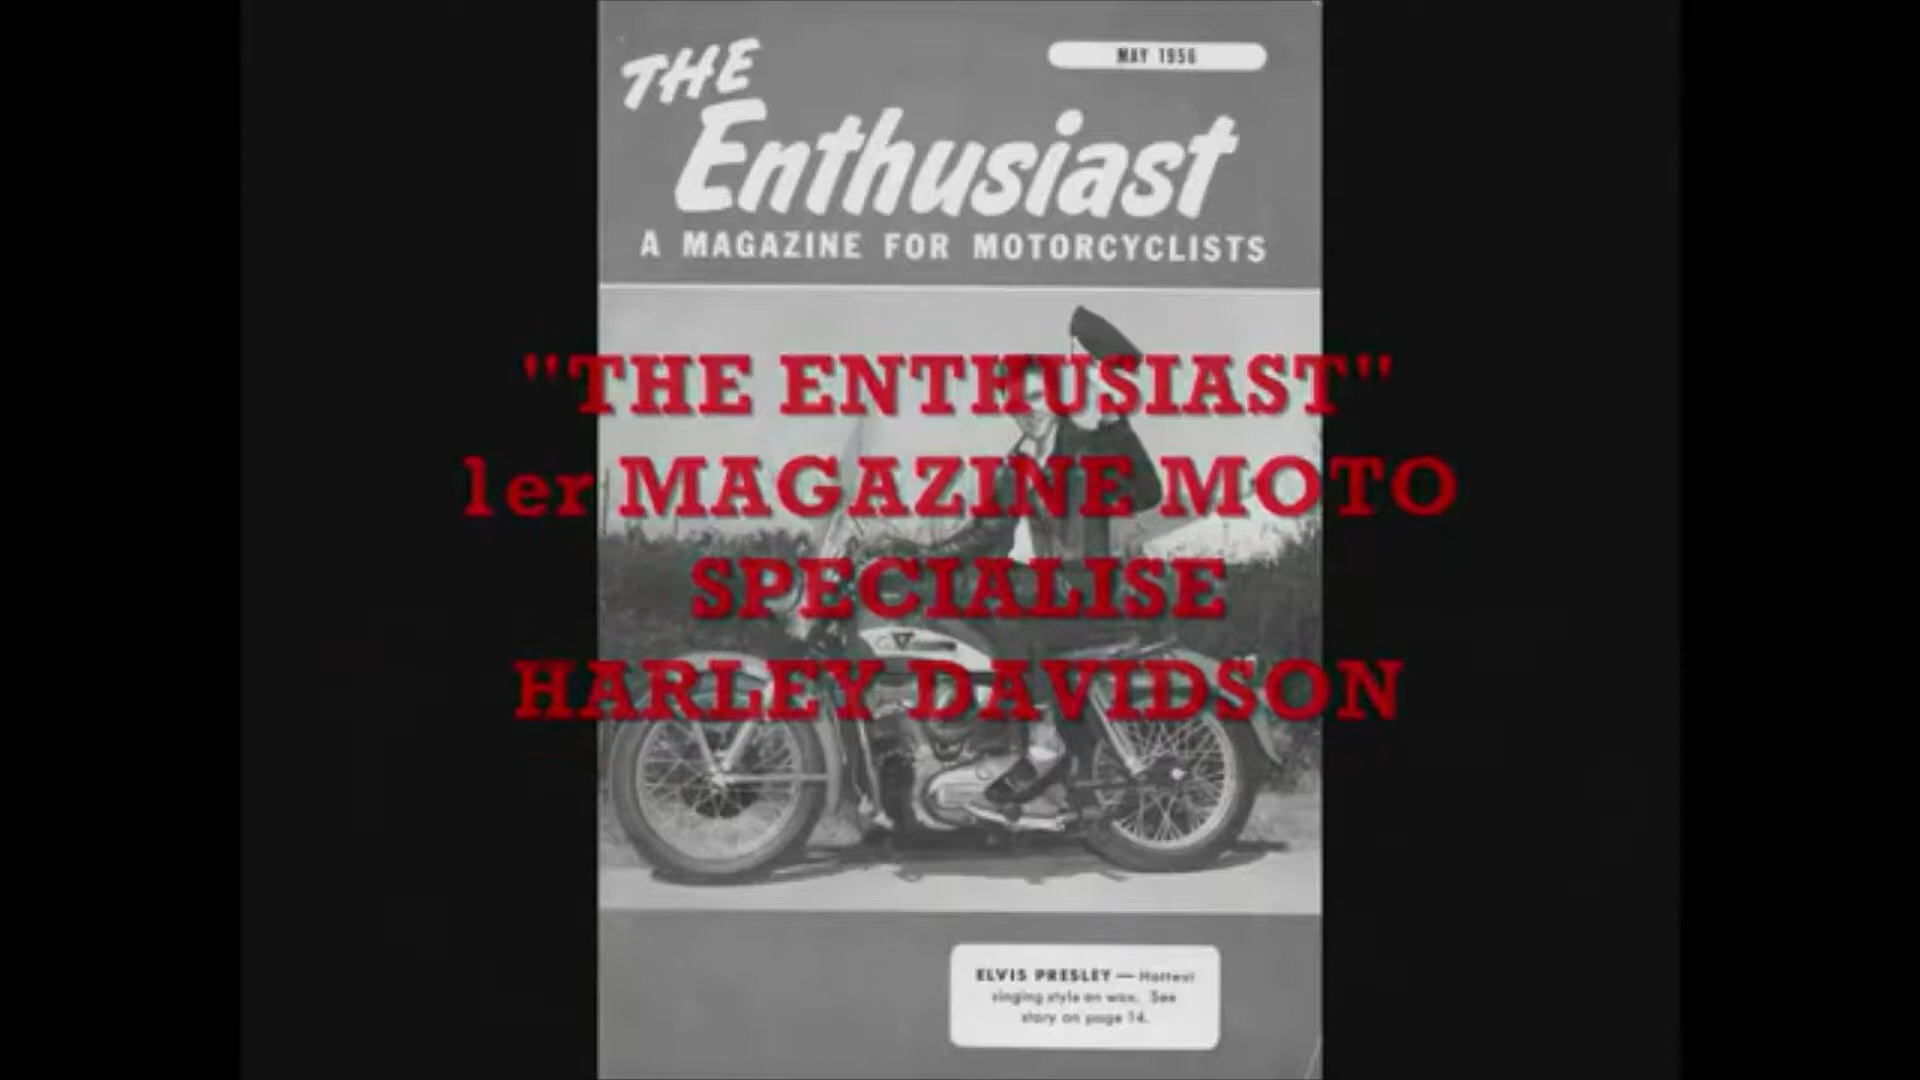 THE
MAY 1956
Enthusiast
A MAGAZINE FOR MOTORCYCLISTS
"THE ENTHUSIAST"
1er MAGAZINE MOTO
SPECIALISE
HARLEY DAVIDSON
ELVIS PRESLEY — Hottest
singing style on wax. See
story on page 14.